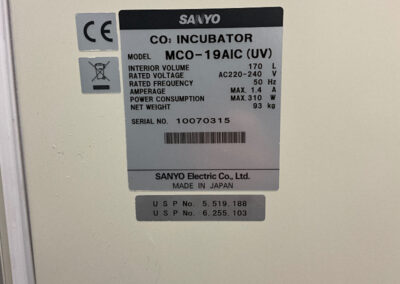 CE
SANYO
CO₂ INCUBATOR
MODEL MCO-19AIC (UV)
INTERIOR VOLUME 170 L
RATED VOLTAGE AC220-240 V
RATED FREQUENCY 50 Hz
AMPERAGE MAX. 1.4 A
POWER CONSUMPTION MAX. 310 W
NET WEIGHT 93 kg
SERIAL NO. 10070315
SANYO Electric Co., Ltd.
MADE IN JAPAN
U S P No. 5.519.188
U S P No. 6.255.103